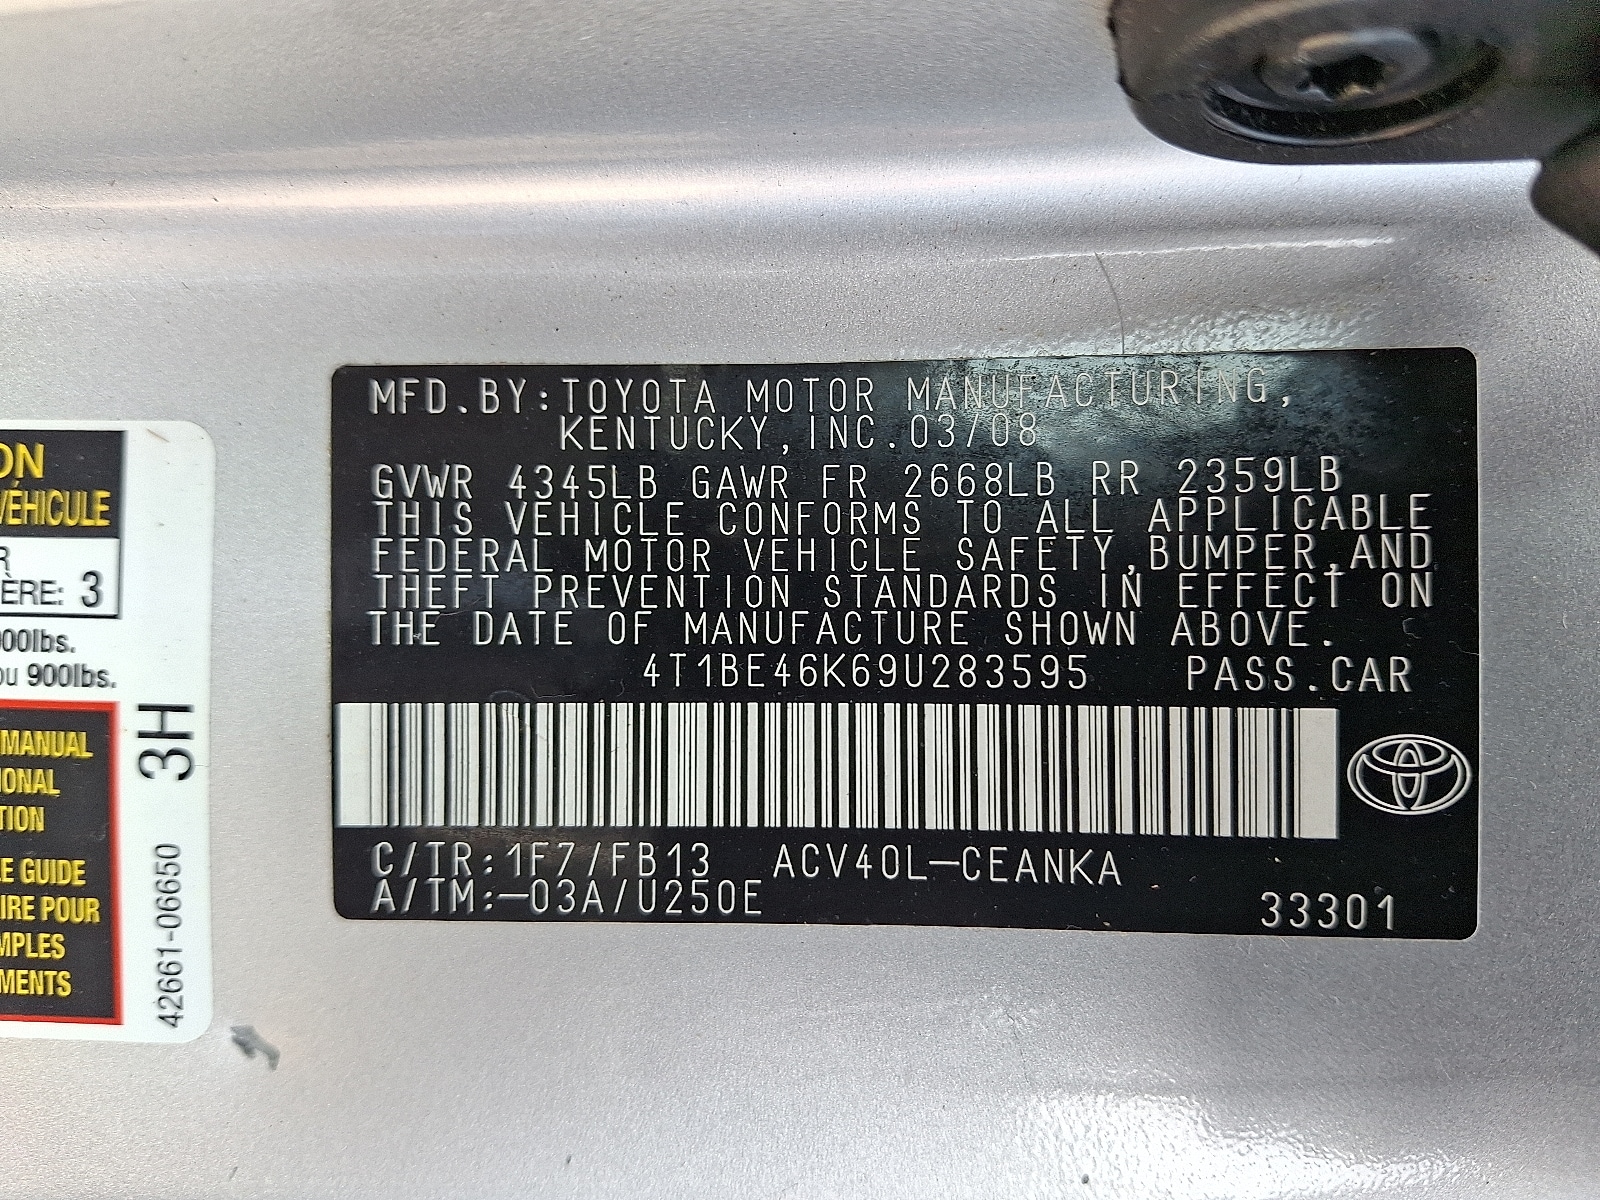 ON
VÉHICULE
R
ÈRE: 3
900lbs.
ou 900lbs.
MANUAL
IONAL
TION
E GUIDE
IRE POUR
MPLES
MENTS
3H
42661-06650
MFD.BY:TOYOTA MOTOR MANUFACTURING,
KENTUCKY,INC.03/08
GVWR 4345LB GAWR FR 2668LB RR 2359LB
THIS VEHICLE CONFORMS TO ALL APPLICABLE
FEDERAL MOTOR VEHICLE SAFETY,BUMPER,AND
THEFT PREVENTION STANDARDS IN EFFECT ON
THE DATE OF MANUFACTURE SHOWN ABOVE.
4T1BE46K69U283595 PASS.CAR
C/TR:1F7/FB13 ACV40L-CEANKA
A/TM:-03A/U250E
33301